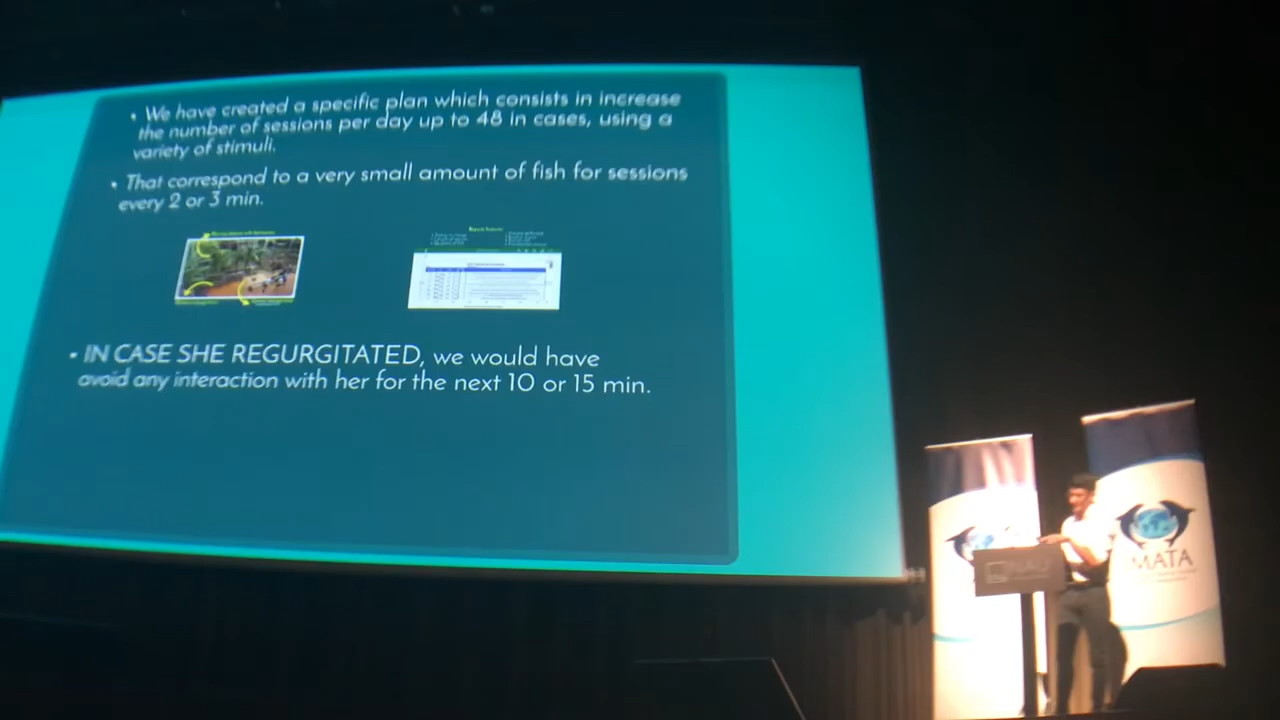 • We have created a specific plan which consists in increase
the number of sessions per day up to 48 in cases, using a
variety of stimuli.
• That correspond to a very small amount of fish for sessions
every 2 or 3 min.
• IN CASE SHE REGURGITATED, we would have
avoid any interaction with her for the next 10 or 15 min.
MATA